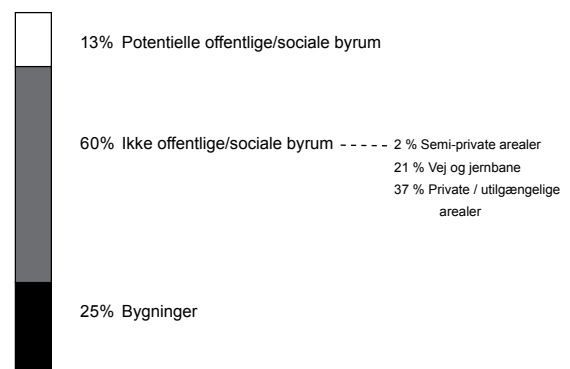 13% Potentielle offentlige/sociale byrum
60% Ikke offentlige/sociale byrum ----- 2 % Semi-private arealer
21 % Vej og jernbane
37 % Private / utilgængelige
arealer
25% Bygninger